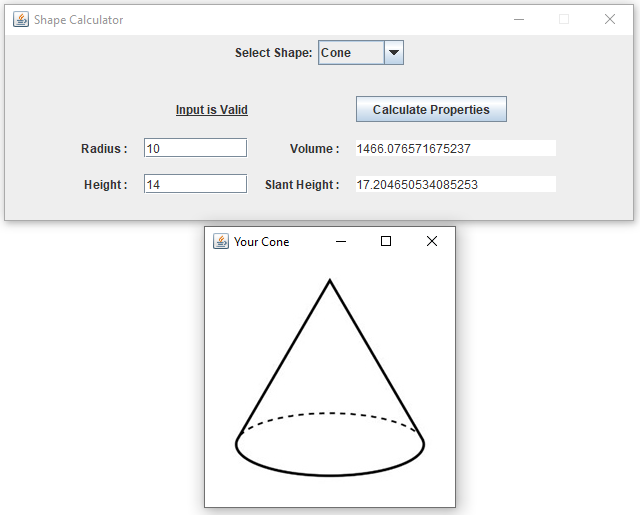 Shape Calculator
Select Shape: Cone
Input is Valid Calculate Properties
Radius : 10 Volume : 1466.076571675237
Height : 14 Slant Height : 17.204650534085253
Your Cone